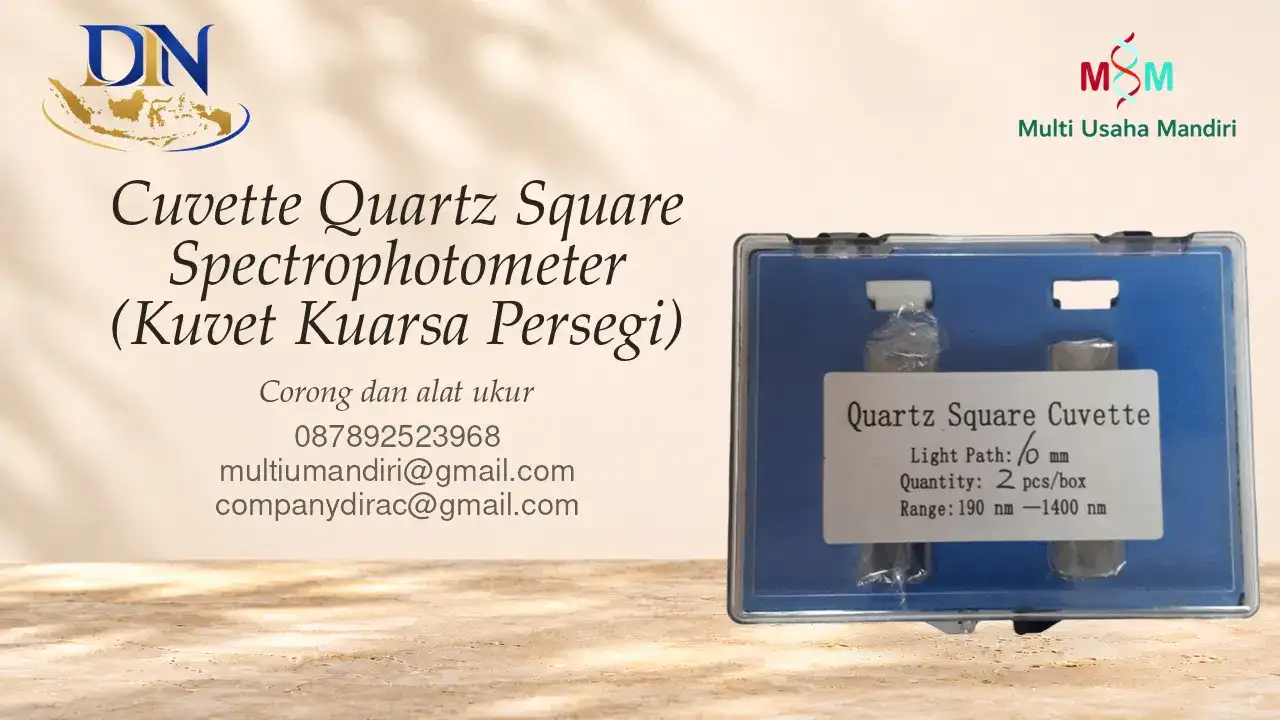 DIN
MSM
Multi Usaha Mandiri
Cuvette Quartz Square
Spectrophotometer
(Kuvet Kuarsa Persegi)
Corong dan alat ukur
087892523968
multiumandiri@gmail.com
companydirac@gmail.com
Quartz Square Cuvette
Light Path: 10 mm
Quantity: 2 pcs/box
Range: 190 nm —1400 nm